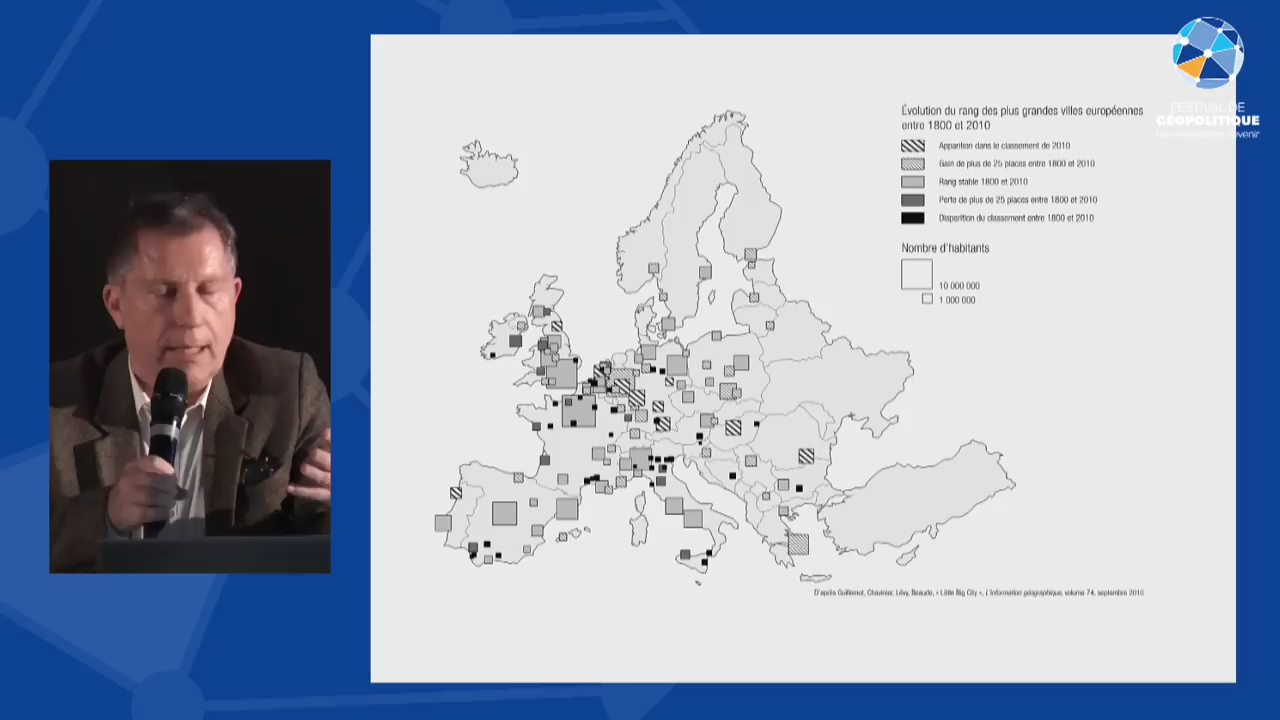 FESTIVAL DE
GÉOPOLITIQUE
Évolution du rang des plus grandes villes européennes
entre 1800 et 2010
Apparition dans le classement de 2010
Gain de plus de 25 places entre 1800 et 2010
Rang stable 1800 et 2010
Perte de plus de 25 places entre 1800 et 2010
Disparition du classement entre 1800 et 2010
Nombre d'habitants
10 000 000
1 000 000
D'après Guillemot, Chavinier, Lévy, Beaude, « Little Big City », L'Information géographique, volume 74, septembre 2010